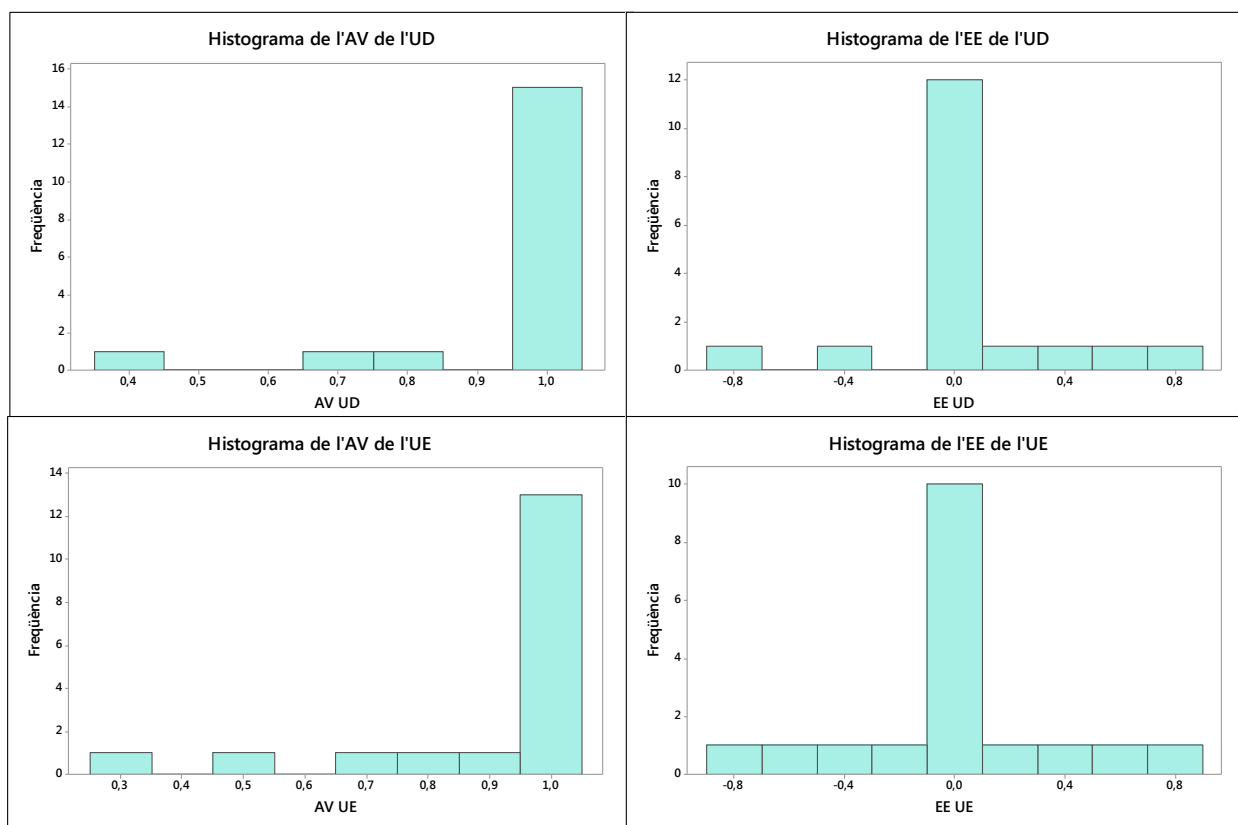 Histograma de l'AV de l'UD
Freqüència
16
14
12
10
8
6
4
2
0
0,4 0,5 0,6 0,7 0,8 0,9 1,0
AV UD
Histograma de l'EE de l'UD
Freqüència
12
10
8
6
4
2
0
-0,8 -0,4 0,0 0,4 0,8
EE UD
Histograma de l'AV de l'UE
Freqüència
14
12
10
8
6
4
2
0
0,3 0,4 0,5 0,6 0,7 0,8 0,9 1,0
AV UE
Histograma de l'EE de l'UE
Freqüència
10
8
6
4
2
0
-0,8 -0,4 0,0 0,4 0,8
EE UE